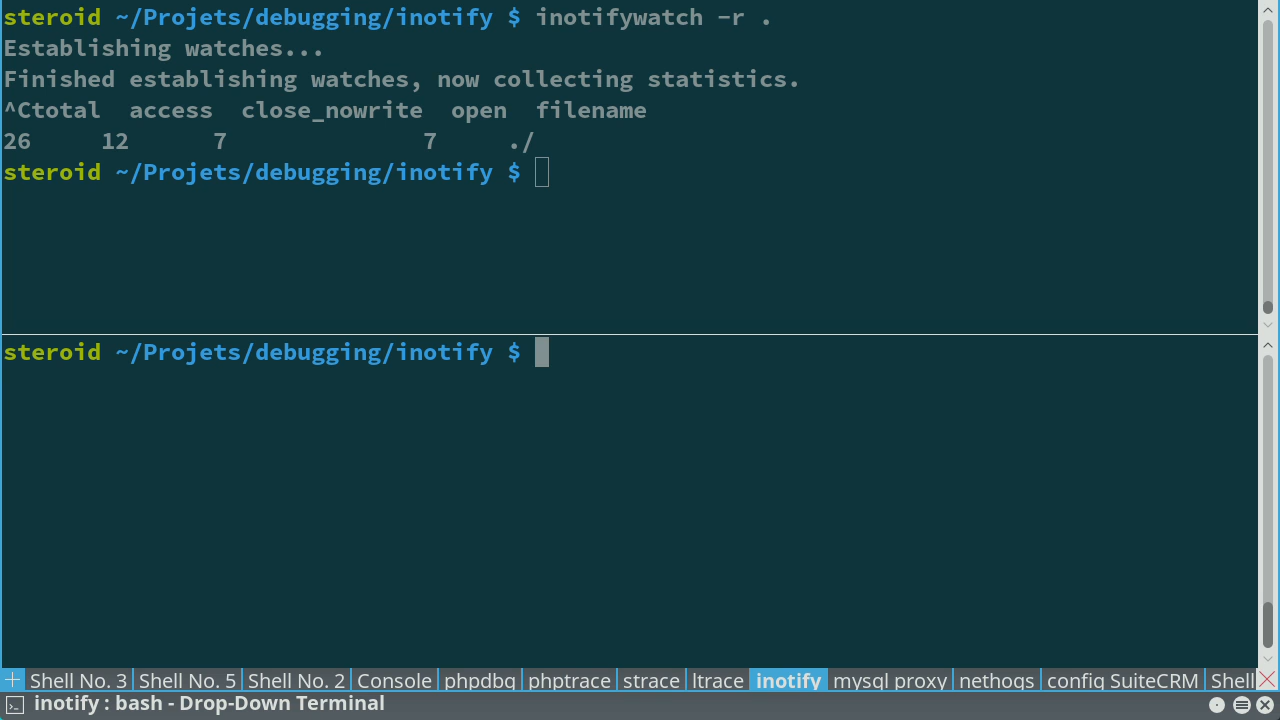 steroid ~/Projets/debugging/inotify $ inotifywatch -r .
Establishing watches...
Finished establishing watches, now collecting statistics.
^Ctotal  access  close_nowrite  open  filename
26     12      7              7     ./
steroid ~/Projets/debugging/inotify $
steroid ~/Projets/debugging/inotify $
Shell No. 3 Shell No. 5 Shell No. 2 Console phpdbg phptrace strace ltrace inotify mysql proxy nethogs config SuiteCRM Shell
inotify : bash - Drop-Down Terminal